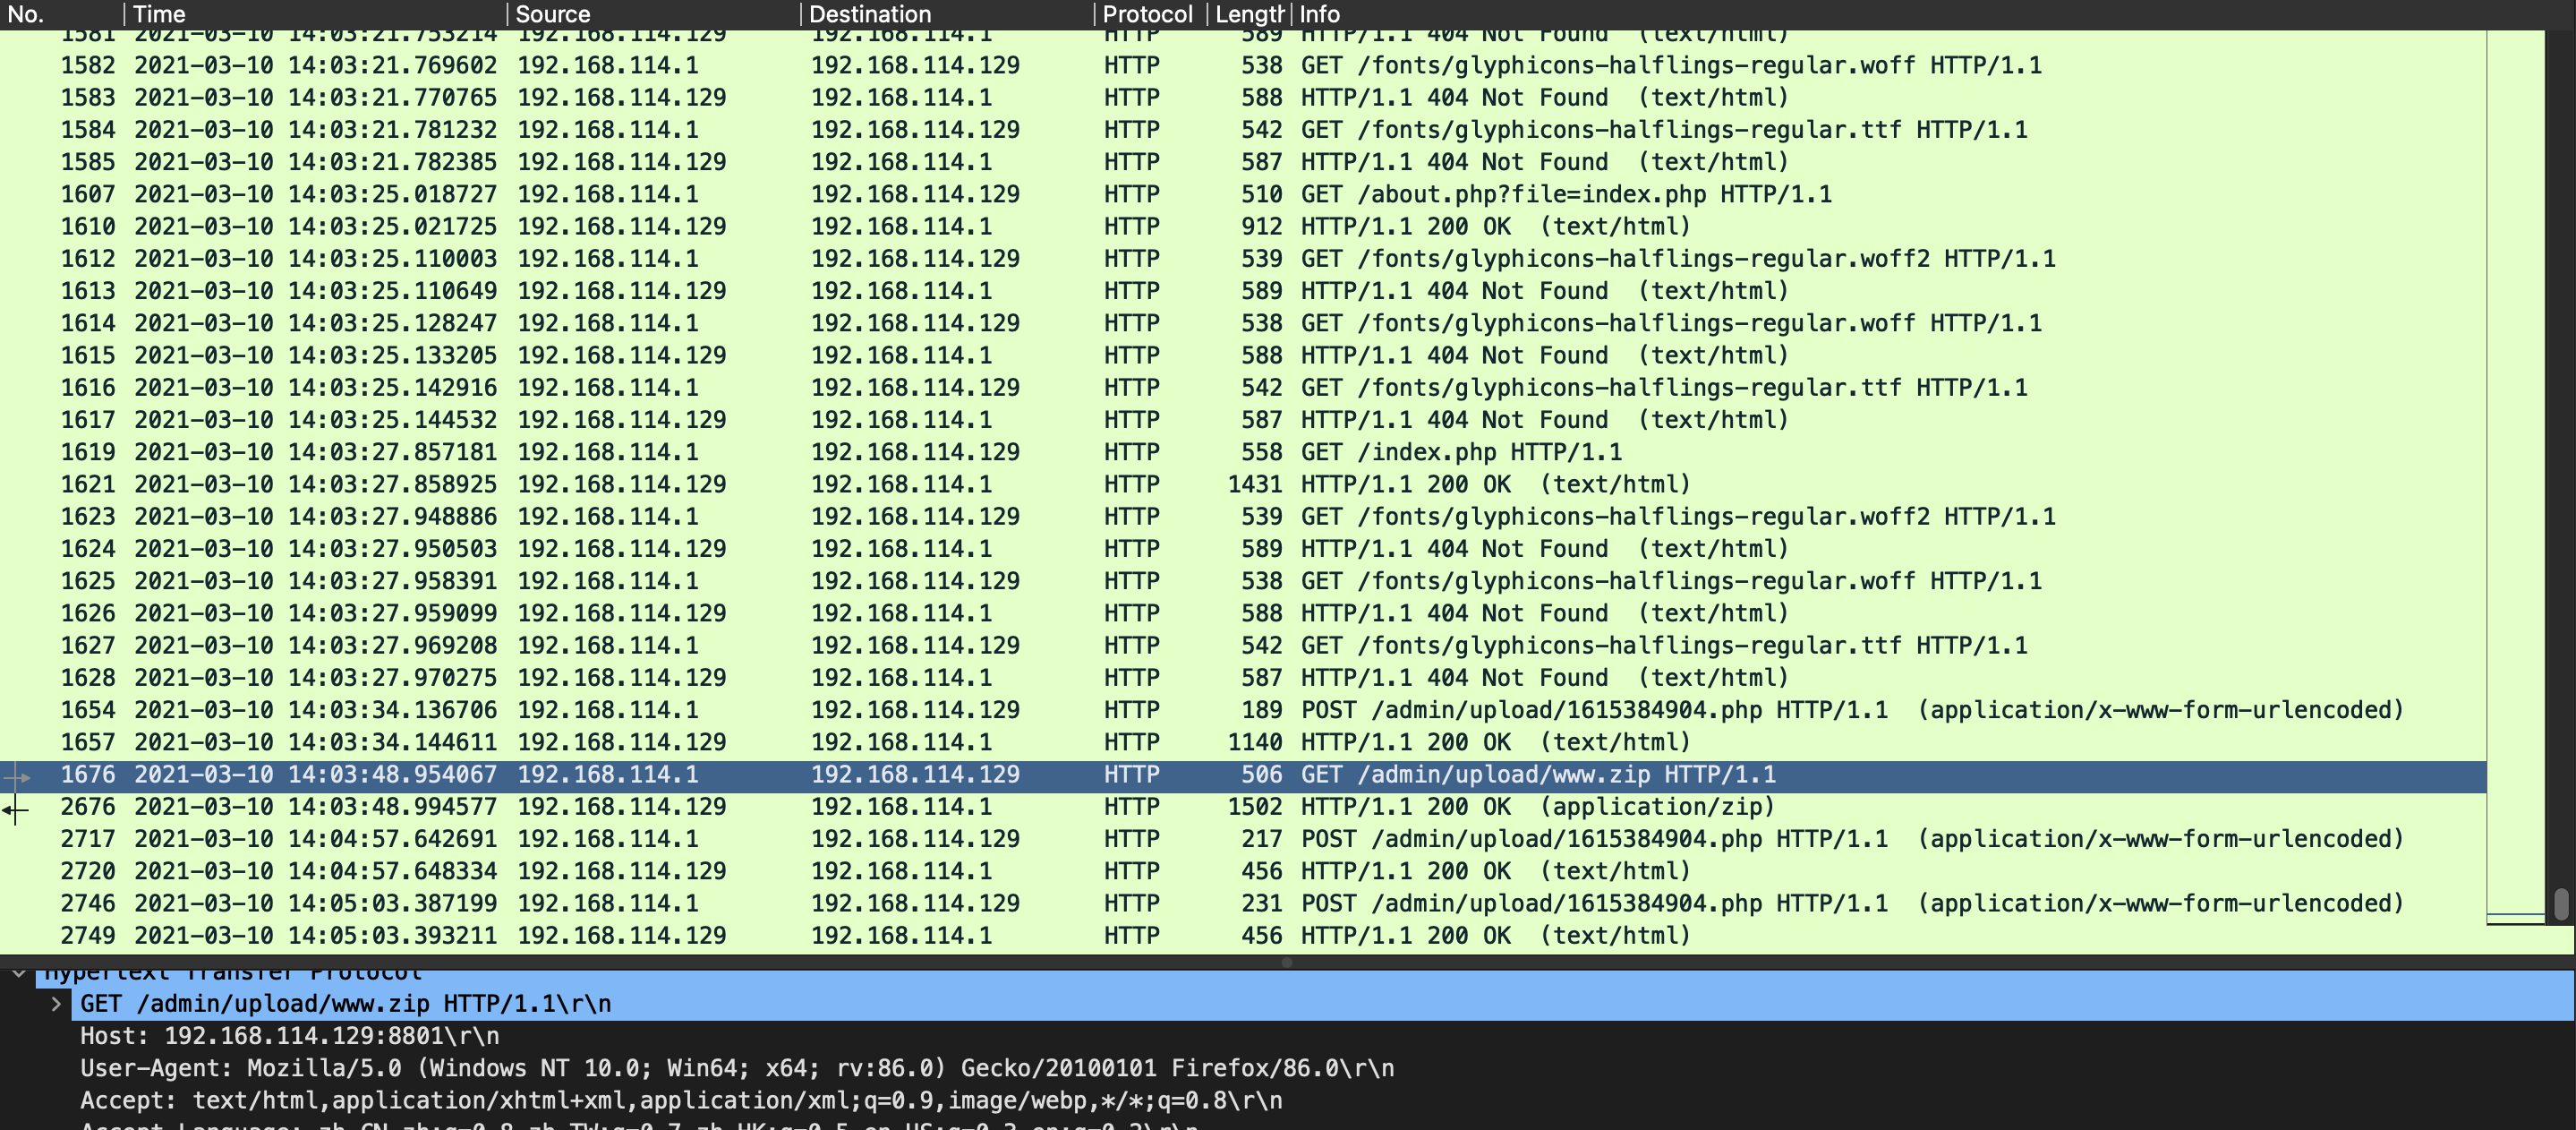 No. Time Source Destination Protocol Length Info
1581 2021-03-10 14:03:21.753214 192.168.114.129 192.168.114.1 HTTP 589 HTTP/1.1 404 Not Found (text/html)
1582 2021-03-10 14:03:21.769602 192.168.114.1 192.168.114.129 HTTP 538 GET /fonts/glyphicons-halflings-regular.woff HTTP/1.1
1583 2021-03-10 14:03:21.770765 192.168.114.129 192.168.114.1 HTTP 588 HTTP/1.1 404 Not Found (text/html)
1584 2021-03-10 14:03:21.781232 192.168.114.1 192.168.114.129 HTTP 542 GET /fonts/glyphicons-halflings-regular.ttf HTTP/1.1
1585 2021-03-10 14:03:21.782385 192.168.114.129 192.168.114.1 HTTP 587 HTTP/1.1 404 Not Found (text/html)
1607 2021-03-10 14:03:25.018727 192.168.114.1 192.168.114.129 HTTP 510 GET /about.php?file=index.php HTTP/1.1
1610 2021-03-10 14:03:25.021725 192.168.114.129 192.168.114.1 HTTP 912 HTTP/1.1 200 OK (text/html)
1612 2021-03-10 14:03:25.110003 192.168.114.1 192.168.114.129 HTTP 539 GET /fonts/glyphicons-halflings-regular.woff2 HTTP/1.1
1613 2021-03-10 14:03:25.110649 192.168.114.129 192.168.114.1 HTTP 589 HTTP/1.1 404 Not Found (text/html)
1614 2021-03-10 14:03:25.128247 192.168.114.1 192.168.114.129 HTTP 538 GET /fonts/glyphicons-halflings-regular.woff HTTP/1.1
1615 2021-03-10 14:03:25.133205 192.168.114.129 192.168.114.1 HTTP 588 HTTP/1.1 404 Not Found (text/html)
1616 2021-03-10 14:03:25.142916 192.168.114.1 192.168.114.129 HTTP 542 GET /fonts/glyphicons-halflings-regular.ttf HTTP/1.1
1617 2021-03-10 14:03:25.144532 192.168.114.129 192.168.114.1 HTTP 587 HTTP/1.1 404 Not Found (text/html)
1619 2021-03-10 14:03:27.857181 192.168.114.1 192.168.114.129 HTTP 558 GET /index.php HTTP/1.1
1621 2021-03-10 14:03:27.858925 192.168.114.129 192.168.114.1 HTTP 1431 HTTP/1.1 200 OK (text/html)
1623 2021-03-10 14:03:27.948886 192.168.114.1 192.168.114.129 HTTP 539 GET /fonts/glyphicons-halflings-regular.woff2 HTTP/1.1
1624 2021-03-10 14:03:27.950503 192.168.114.129 192.168.114.1 HTTP 589 HTTP/1.1 404 Not Found (text/html)
1625 2021-03-10 14:03:27.958391 192.168.114.1 192.168.114.129 HTTP 538 GET /fonts/glyphicons-halflings-regular.woff HTTP/1.1
1626 2021-03-10 14:03:27.959099 192.168.114.129 192.168.114.1 HTTP 588 HTTP/1.1 404 Not Found (text/html)
1627 2021-03-10 14:03:27.969208 192.168.114.1 192.168.114.129 HTTP 542 GET /fonts/glyphicons-halflings-regular.ttf HTTP/1.1
1628 2021-03-10 14:03:27.970275 192.168.114.129 192.168.114.1 HTTP 587 HTTP/1.1 404 Not Found (text/html)
1654 2021-03-10 14:03:34.136706 192.168.114.1 192.168.114.129 HTTP 189 POST /admin/upload/1615384904.php HTTP/1.1 (application/x-www-form-urlencoded)
1657 2021-03-10 14:03:34.144611 192.168.114.129 192.168.114.1 HTTP 1140 HTTP/1.1 200 OK (text/html)
1676 2021-03-10 14:03:48.954067 192.168.114.1 192.168.114.129 HTTP 506 GET /admin/upload/www.zip HTTP/1.1
2676 2021-03-10 14:03:48.994577 192.168.114.129 192.168.114.1 HTTP 1502 HTTP/1.1 200 OK (application/zip)
2717 2021-03-10 14:04:57.642691 192.168.114.1 192.168.114.129 HTTP 217 POST /admin/upload/1615384904.php HTTP/1.1 (application/x-www-form-urlencoded)
2720 2021-03-10 14:04:57.648334 192.168.114.129 192.168.114.1 HTTP 456 HTTP/1.1 200 OK (text/html)
2746 2021-03-10 14:05:03.387199 192.168.114.1 192.168.114.129 HTTP 231 POST /admin/upload/1615384904.php HTTP/1.1 (application/x-www-form-urlencoded)
2749 2021-03-10 14:05:03.393211 192.168.114.129 192.168.114.1 HTTP 456 HTTP/1.1 200 OK (text/html)
Hypertext Transfer Protocol
GET /admin/upload/www.zip HTTP/1.1\r\n
Host: 192.168.114.129:8801\r\n
User-Agent: Mozilla/5.0 (Windows NT 10.0; Win64; x64; rv:86.0) Gecko/20100101 Firefox/86.0\r\n
Accept: text/html,application/xhtml+xml,application/xml;q=0.9,image/webp,*/*;q=0.8\r\n
Accept-Language: zh-CN,zh;q=0.8,zh-TW;q=0.7,zh-HK;q=0.5,en-US;q=0.3,en;q=0.2\r\n